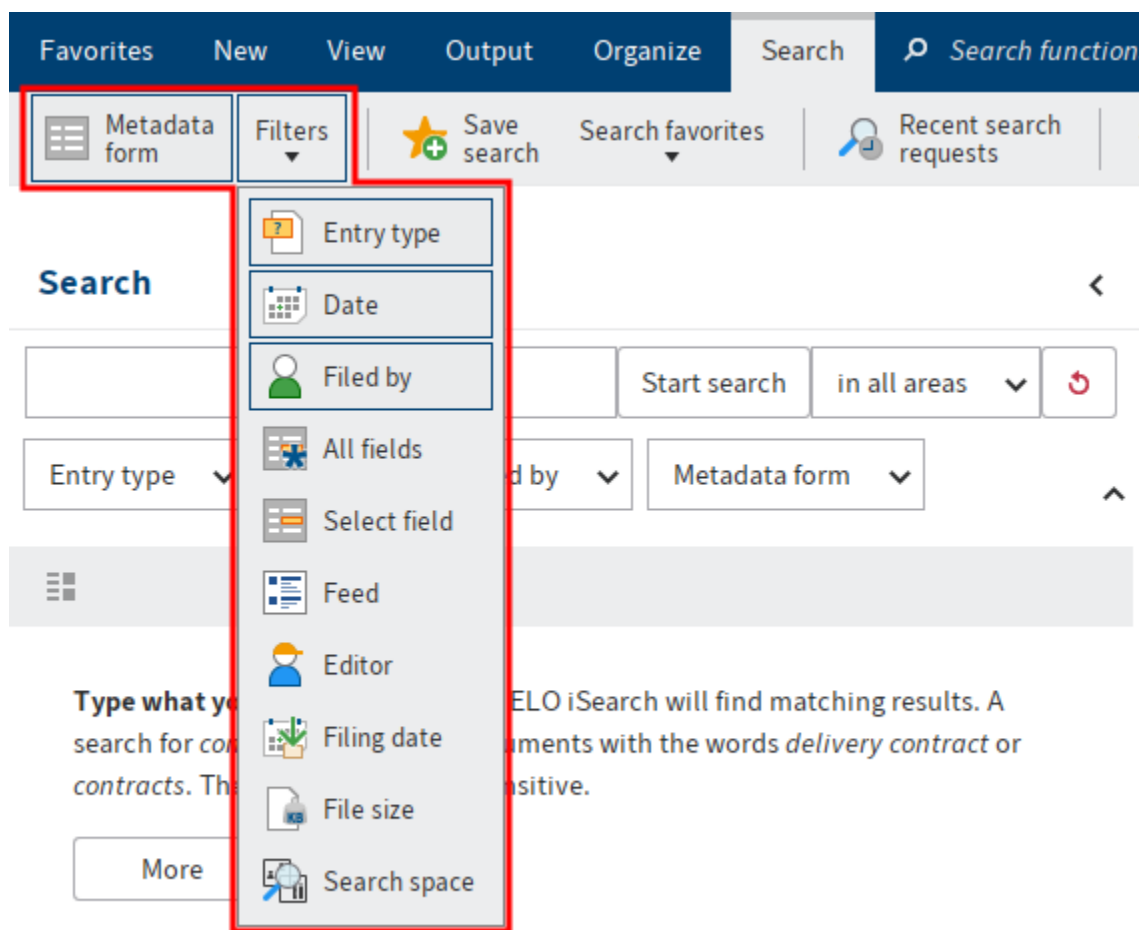 Favorites New View Output Organize Search Search function
Metadata form Filters Save search Search favorites Recent search requests
Entry type
Search
Date
Filed by
Start search in all areas
All fields
Entry type d by Metadata form
Select field
Feed
Editor
Type what ELO iSearch will find matching results. A
search for uments with the words delivery contract or
Filing date
contracts. nsitive.
File size
More
Search space
?
KB